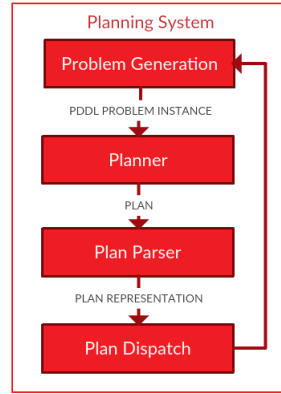 Planning System
Problem Generation
PDDL PROBLEM INSTANCE
Planner
PLAN
Plan Parser
PLAN REPRESENTATION
Plan Dispatch